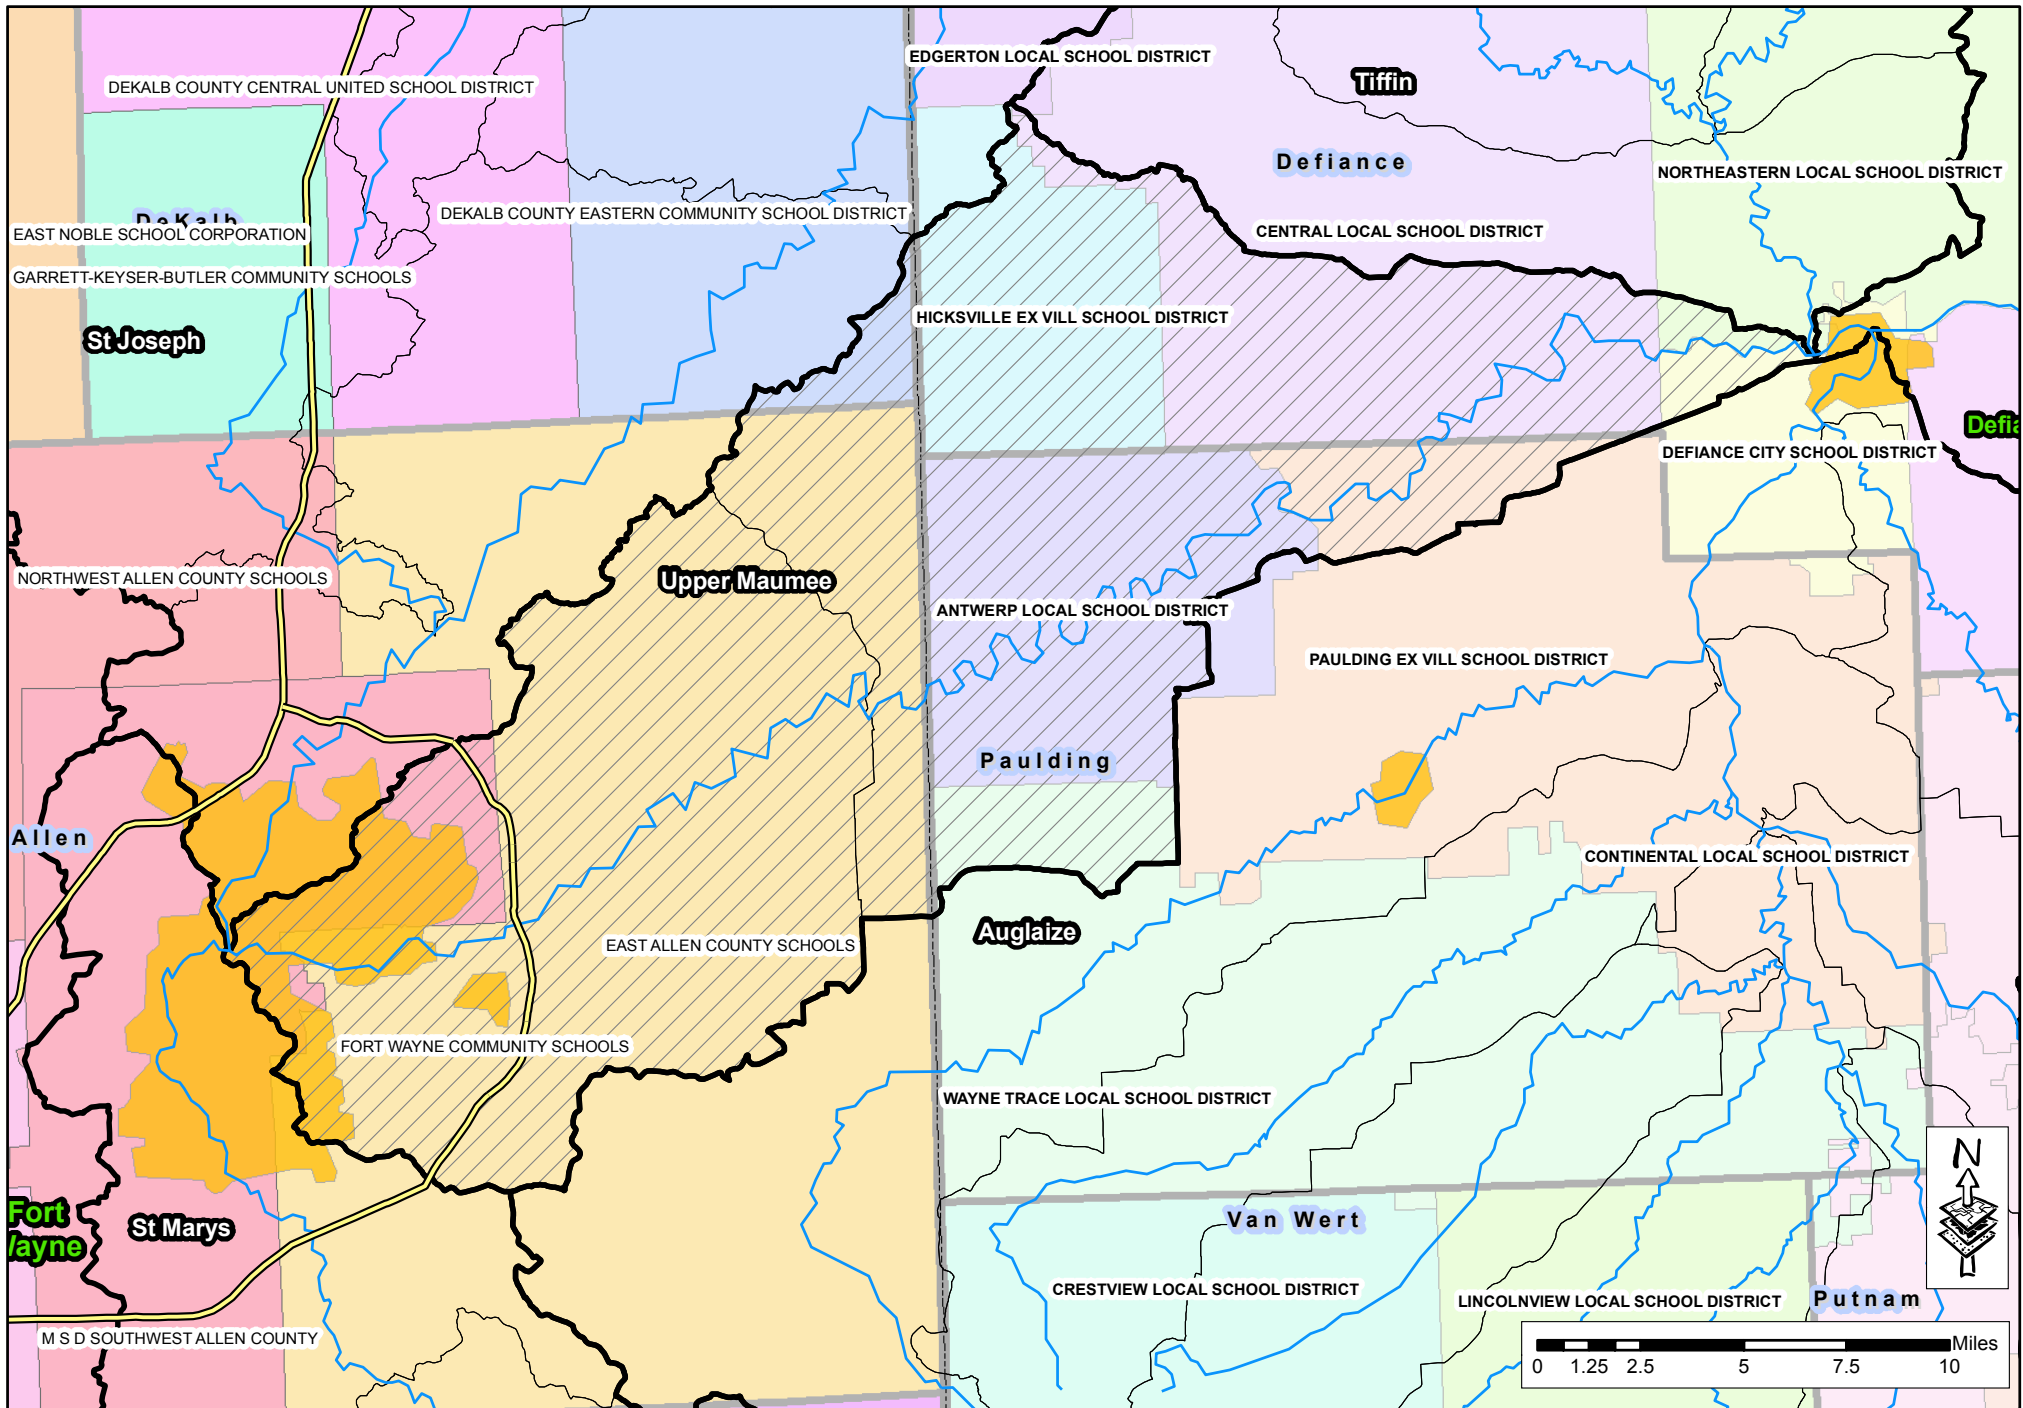 EDGERTON LOCAL SCHOOL DISTRICT
DEKALB COUNTY CENTRAL UNITED SCHOOL DISTRICT
Tiffin
Defiance
NORTHEASTERN LOCAL SCHOOL DISTRICT
DeKalb
DEKALB COUNTY EASTERN COMMUNITY SCHOOL DISTRICT
EAST NOBLE SCHOOL CORPORATION
CENTRAL LOCAL SCHOOL DISTRICT
GARRETT-KEYSER-BUTLER COMMUNITY SCHOOLS
HICKSVILLE EX VILL SCHOOL DISTRICT
St Joseph
Defia
DEFIANCE CITY SCHOOL DISTRICT
NORTHWEST ALLEN COUNTY SCHOOLS
Upper Maumee
ANTWERP LOCAL SCHOOL DISTRICT
PAULDING EX VILL SCHOOL DISTRICT
Paulding
Allen
CONTINENTAL LOCAL SCHOOL DISTRICT
Auglaize
EAST ALLEN COUNTY SCHOOLS
FORT WAYNE COMMUNITY SCHOOLS
WAYNE TRACE LOCAL SCHOOL DISTRICT
N
Fort
Wayne
St Marys
Van Wert
CRESTVIEW LOCAL SCHOOL DISTRICT
LINCOLNVIEW LOCAL SCHOOL DISTRICT
Putnam
M S D SOUTHWEST ALLEN COUNTY
Miles
0 1.25 2.5 5 7.5 10